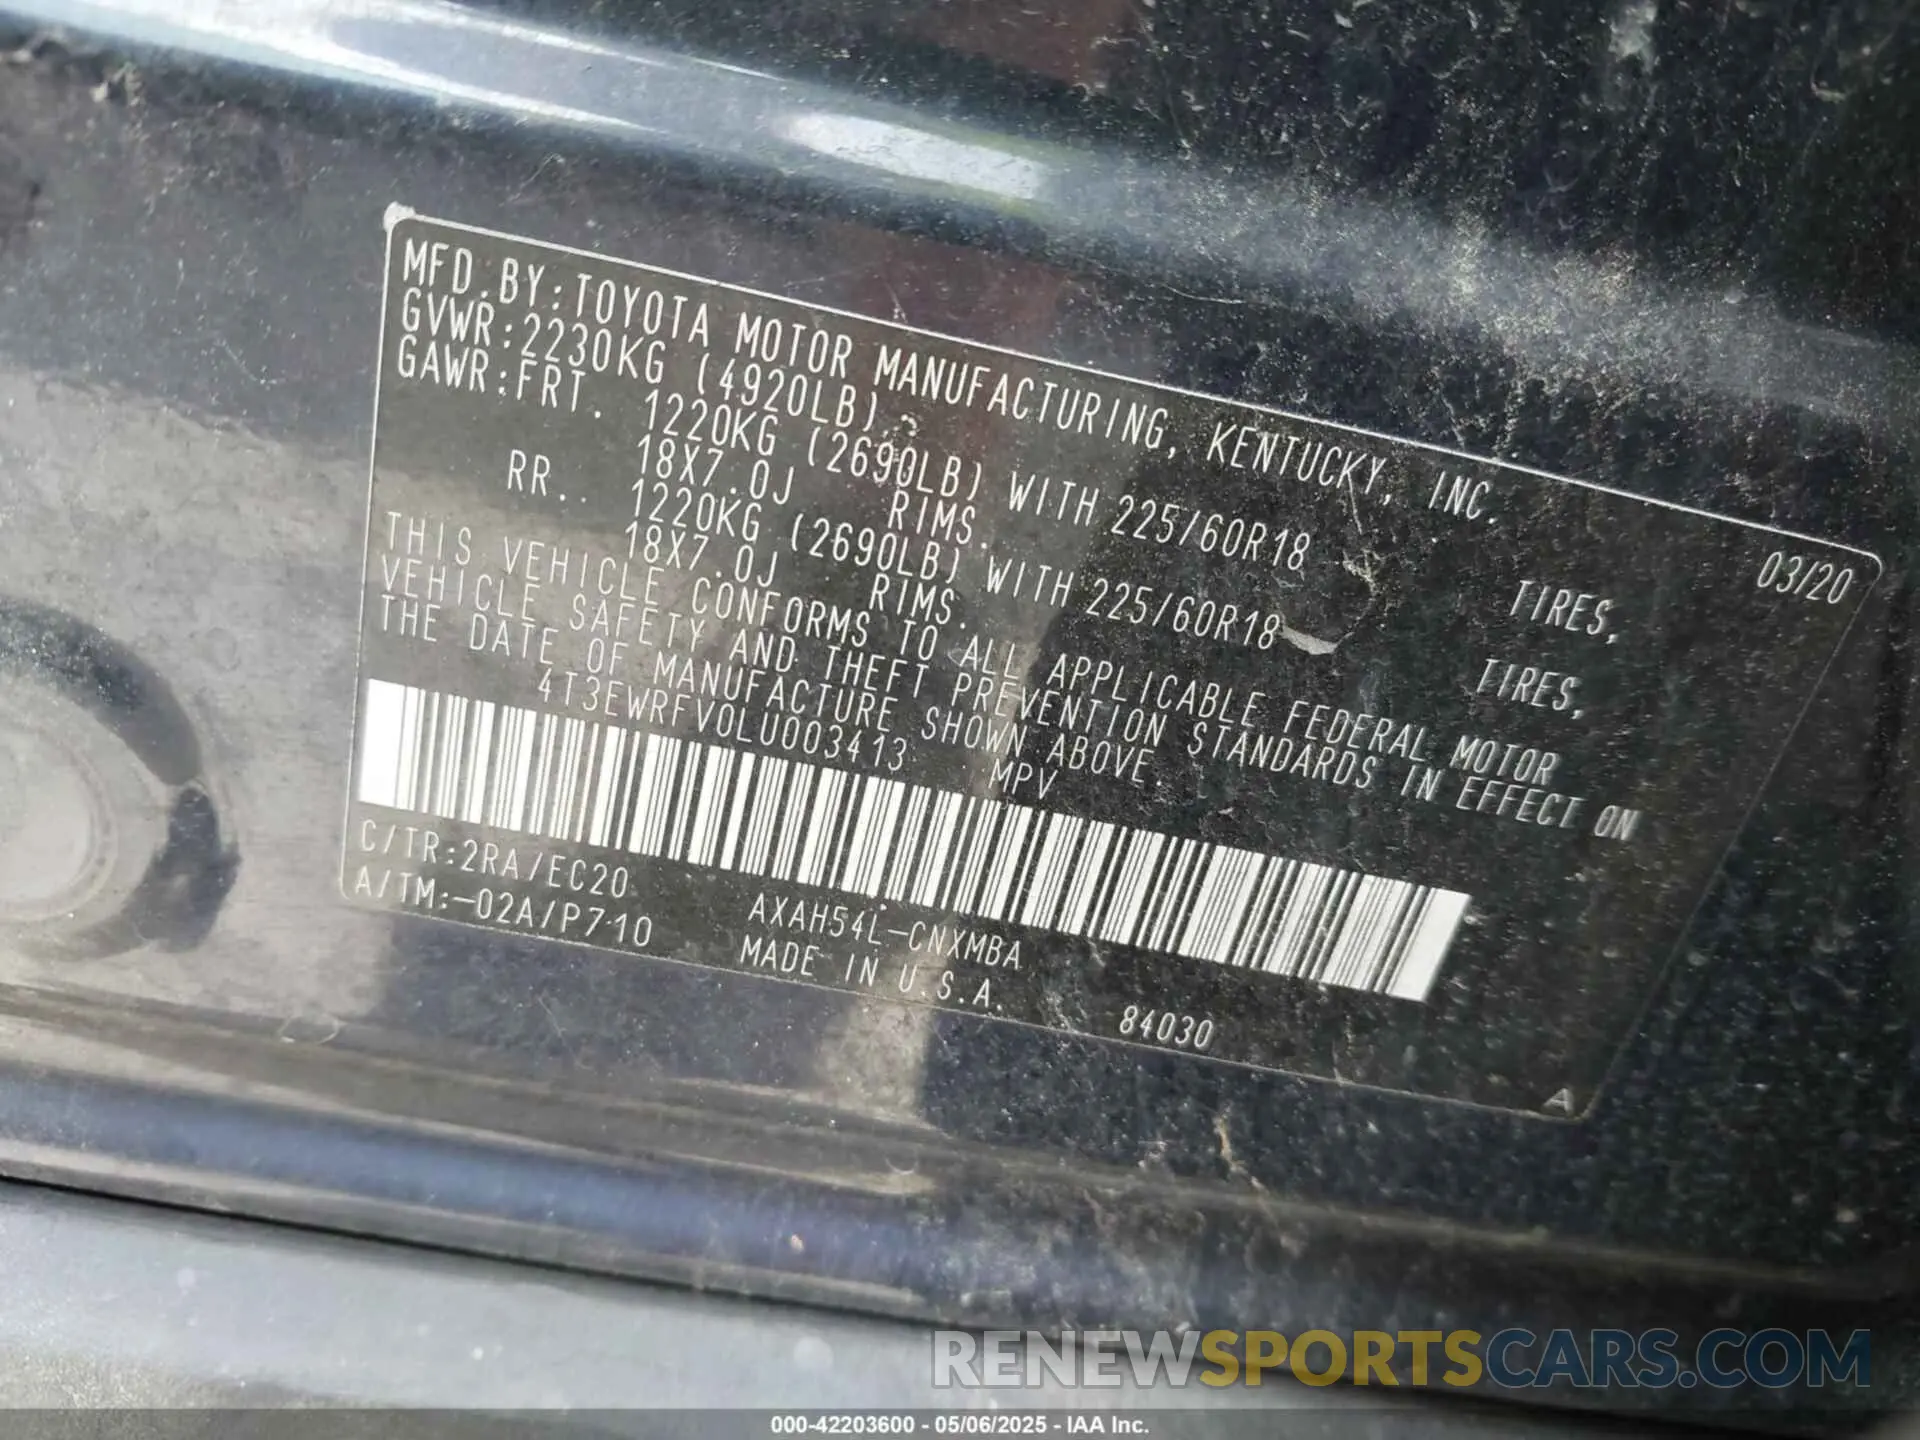 MFD.BY:TOYOTA MOTOR MANUFACTURING, KENTUCKY, INC.
GVWR:2230KG (4920LB) 03/20
GAWR:FRT. 1220KG (2690LB) WITH 225/60R18 TIRES,
18X7.0J RIMS.
RR.. 1220KG (2690LB) WITH 225/60R18 TIRES,
18X7.0J RIMS.
THIS VEHICLE CONFORMS TO ALL APPLICABLE FEDERAL MOTOR
VEHICLE SAFETY AND THEFT PREVENTION STANDARDS IN EFFECT ON
THE DATE OF MANUFACTURE SHOWN ABOVE.
4T3EWRFV0LU003413 MPV
C/TR:2RA/EC20 AXAH54L-CNXMBA
A/TM:-02A/P710 MADE IN U.S.A. 84030
A
RENEWSPORTSCARS.COM
000-42203600 - 05/06/2025 - IAA Inc.